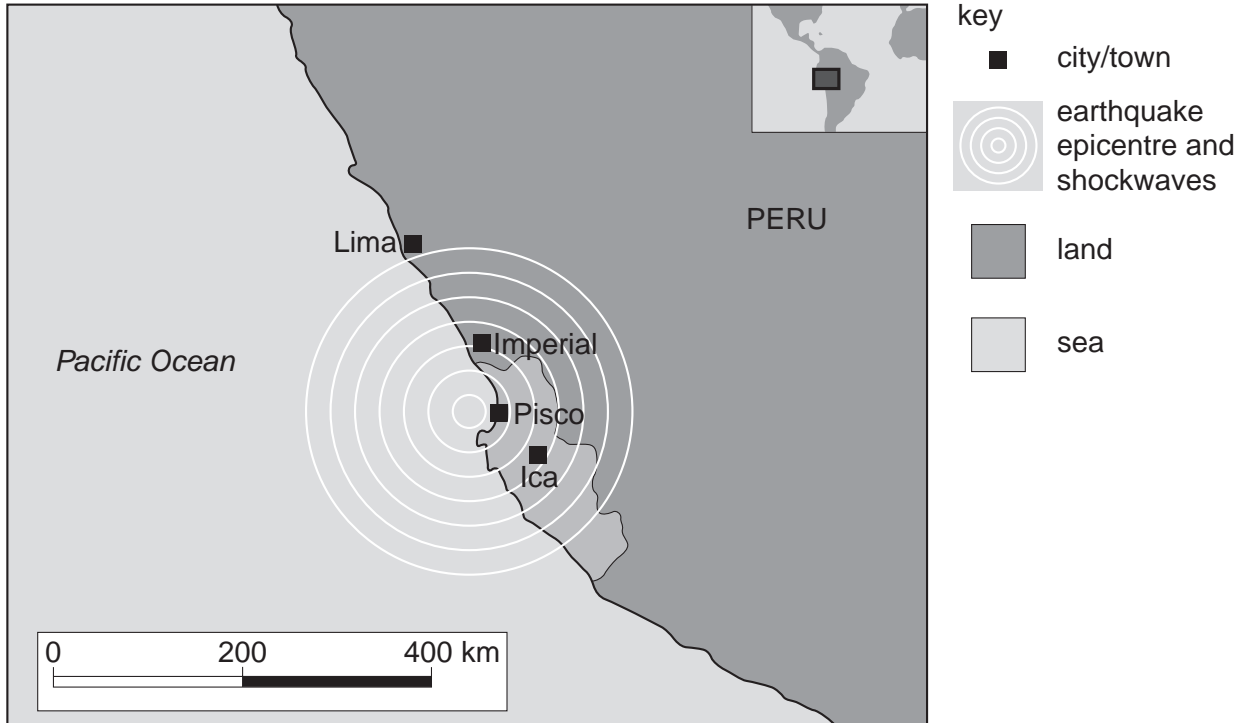 key
city/town
earthquake
epicentre and
shockwaves
land
sea
PERU
Lima
Imperial
Pacific Ocean
Pisco
Ica
0 200 400 km